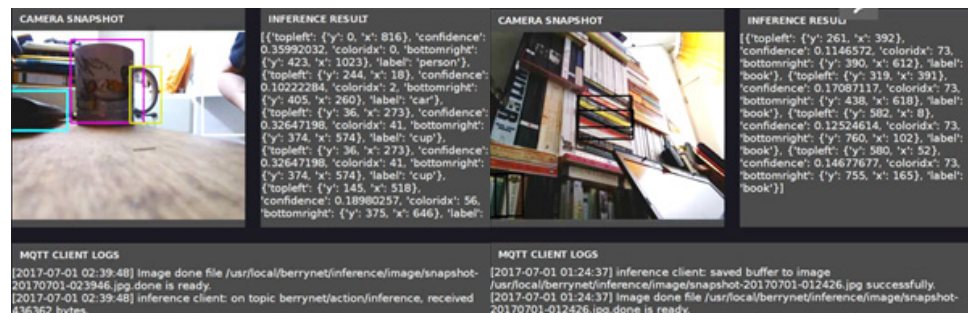 CAMERA SNAPSHOT
INFERENCE RESULT
[{'topleft': {'y': 0, 'x': 816}, 'confidence':
0.35992032, 'coloridx': 0, 'bottomright':
{'y': 423, 'x': 1023}, 'label': 'person'},
{'topleft': {'y': 244, 'x': 18}, 'confidence':
0.10222284, 'coloridx': 2, 'bottomright':
{'y': 405, 'x': 260}, 'label': 'car'},
{'topleft': {'y': 36, 'x': 273}, 'confidence':
0.32647198, 'coloridx': 41, 'bottomright':
{'y': 374, 'x': 574}, 'label': 'cup'},
{'topleft': {'y': 36, 'x': 273}, 'confidence':
0.32647198, 'coloridx': 41, 'bottomright':
{'y': 374, 'x': 574}, 'label': 'cup'},
{'topleft': {'y': 145, 'x': 518},
'confidence': 0.18980257, 'coloridx': 56,
'bottomright': {'y': 375, 'x': 646}, 'label':
MQTT CLIENT LOGS
[2017-07-01 02:39:48] Image done file /usr/local/berrynet/inference/image/snapshot-
20170701-023946.jpg.done is ready.
[2017-07-01 02:39:48] inference client: on topic berrynet/action/inference, received
436362 bytes.
CAMERA SNAPSHOT
INFERENCE RESULT
[{'topleft': {'y': 261, 'x': 392},
'confidence': 0.1146572, 'coloridx': 73,
'bottomright': {'y': 390, 'x': 612}, 'label':
'book'}, {'topleft': {'y': 319, 'x': 391},
'confidence': 0.17087117, 'coloridx': 73,
'bottomright': {'y': 438, 'x': 618}, 'label':
'book'}, {'topleft': {'y': 582, 'x': 8},
'confidence': 0.12524614, 'coloridx': 73,
'bottomright': {'y': 760, 'x': 102}, 'label':
'book'}, {'topleft': {'y': 580, 'x': 52},
'confidence': 0.14677677, 'coloridx': 73,
'bottomright': {'y': 755, 'x': 165}, 'label':
'book'}]
MQTT CLIENT LOGS
[2017-07-01 01:24:37] inference client: saved buffer to image
/usr/local/berrynet/inference/image/snapshot-20170701-012426.jpg successfully.
[2017-07-01 01:24:37] Image done file /usr/local/berrynet/inference/image/snapshot-
20170701-012426.jpg.done is ready.